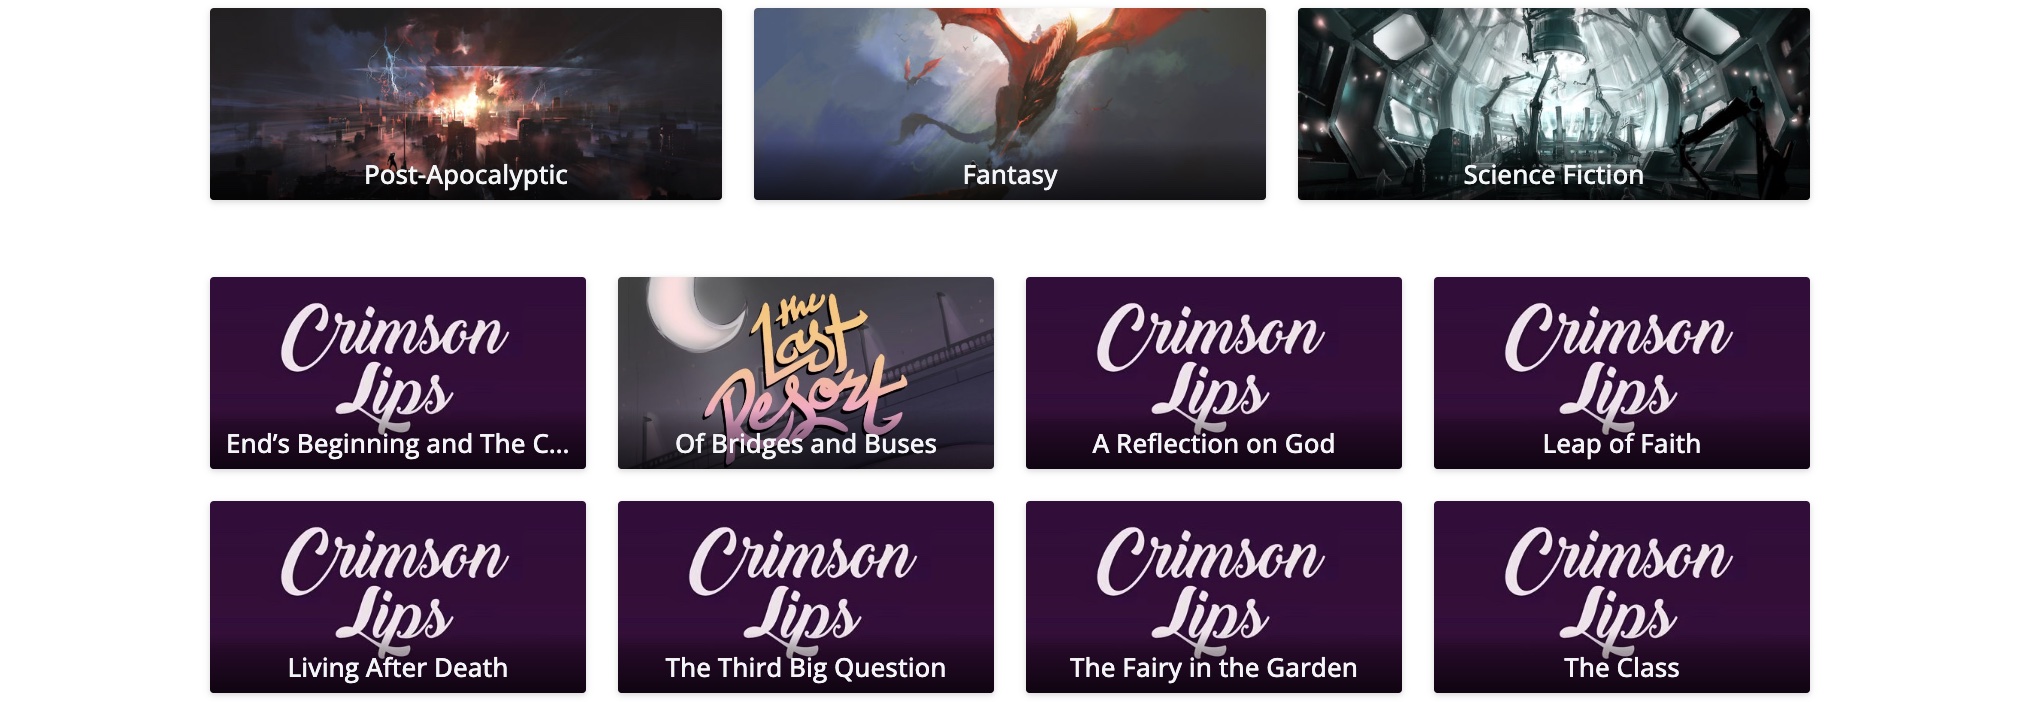 Post-Apocalyptic
Fantasy
Science Fiction
Crimson
Lips
End’s Beginning and The C...
the
Last
Resort
Of Bridges and Buses
Crimson
Lips
A Reflection on God
Crimson
Lips
Leap of Faith
Crimson
Lips
Living After Death
Crimson
Lips
The Third Big Question
Crimson
Lips
The Fairy in the Garden
Crimson
Lips
The Class